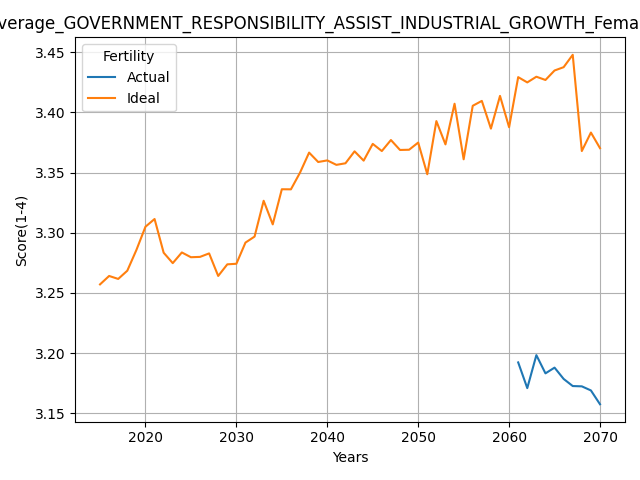 verage_GOVERNMENT_RESPONSIBILITY_ASSIST_INDUSTRIAL_GROWTH_Fema
Fertility
Actual
Ideal
Score(1-4)
3.45
3.40
3.35
3.30
3.25
3.20
3.15
2020 2030 2040 2050 2060 2070
Years